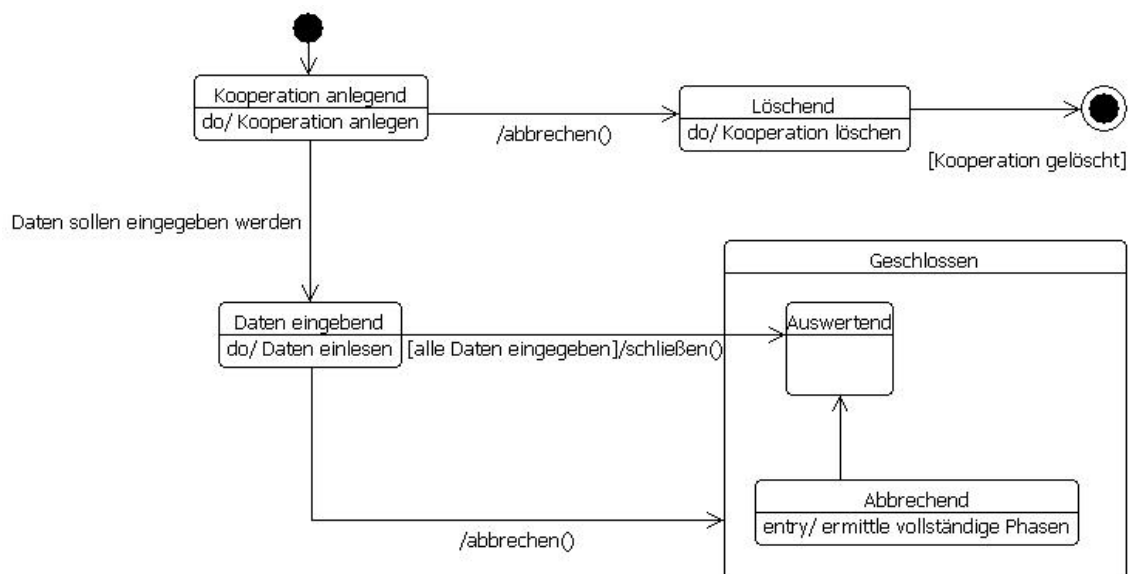 Kooperation anlegend
do/ Kooperation anlegen
/abbrechen()
Löschend
do/ Kooperation löschen
[Kooperation gelöscht]
Daten sollen eingegeben werden
Geschlossen
Daten eingebend
do/ Daten einlesen
[alle Daten eingegeben]/schließen()
Auswertend
Abbrechend
entry/ ermittle vollständige Phasen
/abbrechen()